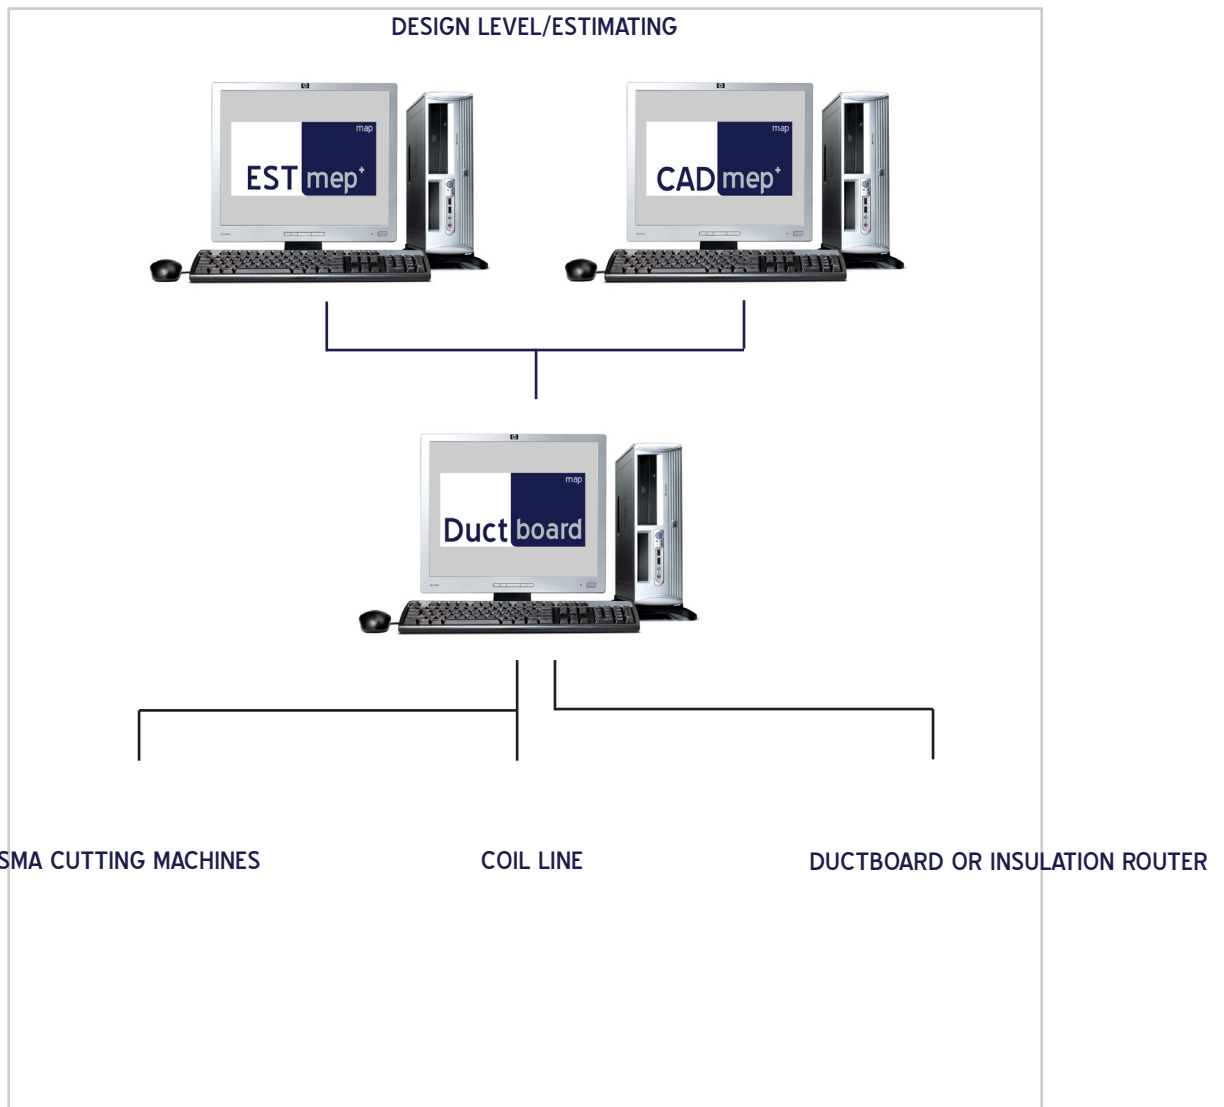 DESIGN LEVEL/ESTIMATING
map
EST mep+
map
CAD mep+
map
Duct board
SMA CUTTING MACHINES
COIL LINE
DUCTBOARD OR INSULATION ROUTER